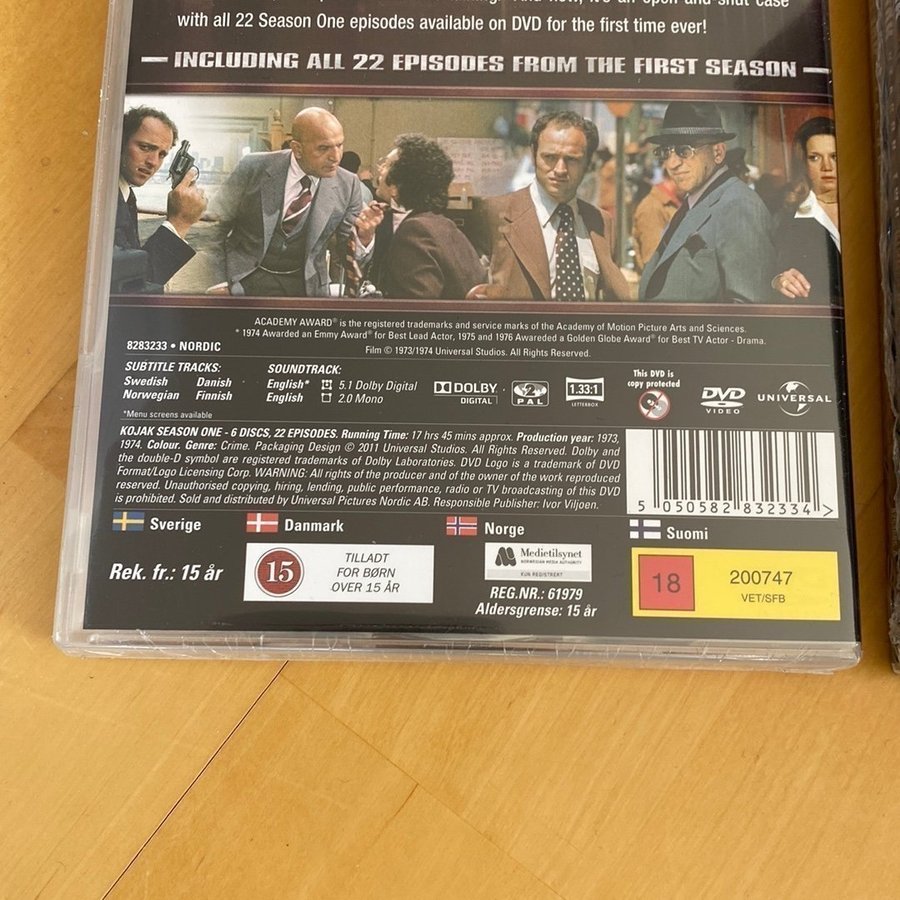 with all 22 Season One episodes available on DVD for the first time ever!
INCLUDING ALL 22 EPISODES FROM THE FIRST SEASON
ACADEMY AWARD® is the registered trademarks and service marks of the Academy of Motion Picture Arts and Sciences.
* 1974 Awarded an Emmy Award® for Best Lead Actor, 1975 and 1976 Awareded a Golden Globe Award® for Best TV Actor - Drama.
Film © 1973/1974 Universal Studios. All Rights Reserved.
8283233 • NORDIC
SUBTITLE TRACKS:
Swedish Danish
Norwegian Finnish
*Menu screens available
SOUNDTRACK:
English* 5.1 Dolby Digital
English 2.0 Mono
DOLBY
DIGITAL
2
PAL
1.33:1
LETTERBOX
This DVD is
copy protected
DVD
VIDEO
UNIVERSAL
KOJAK SEASON ONE - 6 DISCS, 22 EPISODES. Running Time: 17 hrs 45 mins approx. Production year: 1973,
1974. Colour. Genre: Crime. Packaging Design © 2011 Universal Studios. All Rights Reserved. Dolby and
the double-D symbol are registered trademarks of Dolby Laboratories. DVD Logo is a trademark of DVD
Format/Logo Licensing Corp. WARNING: All rights of the producer and of the owner of the work reproduced
reserved. Unauthorised copying, hiring, lending, public performance, radio or TV broadcasting of this DVD
is prohibited. Sold and distributed by Universal Pictures Nordic AB. Responsible Publisher: Ivor Viljoen.
5 050582 832334 >
Sverige
Rek. fr.: 15 år
Danmark
15
TILLADT
FOR BØRN
OVER 15 ÅR
Norge
Medietilsynet
NORWEGIAN MEDIA AUTHORITY
KUN REGISTRERT
REG.NR.: 61979
Aldersgrense: 15 år
Suomi
18
200747
VET/SFB